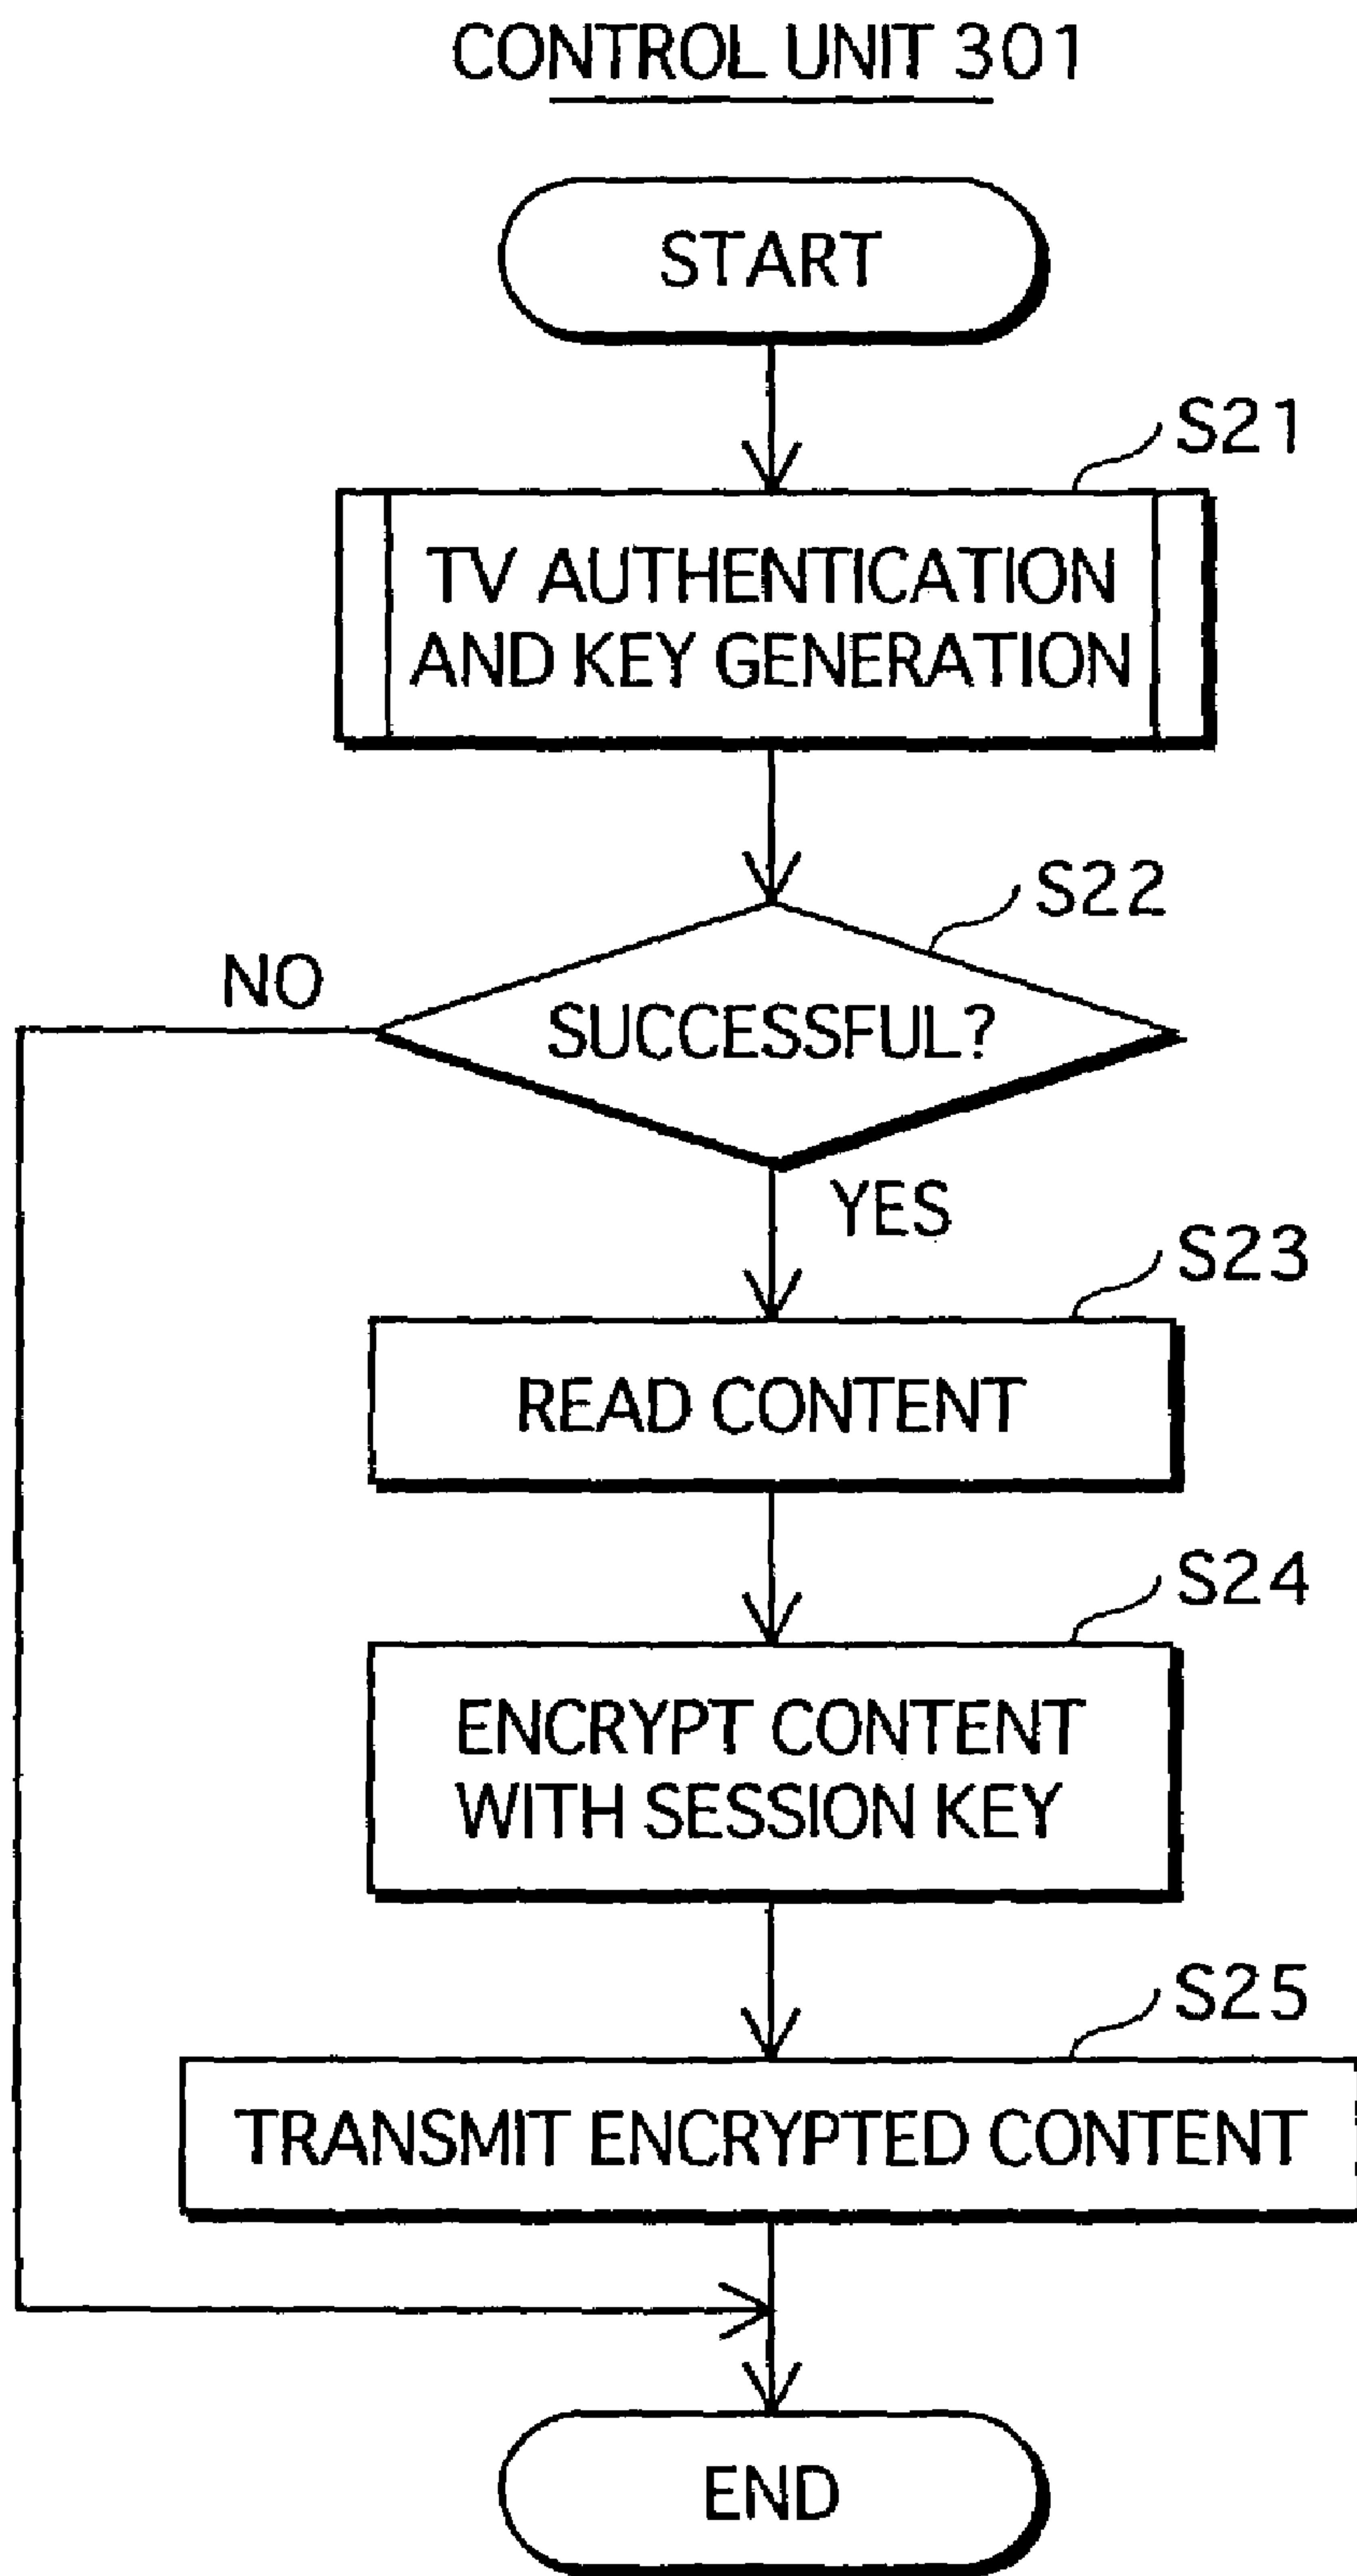 CONTROL UNIT 301
START
S21
TV AUTHENTICATION
AND KEY GENERATION
S22
NO
SUCCESSFUL?
YES
S23
READ CONTENT
S24
ENCRYPT CONTENT
WITH SESSION KEY
S25
TRANSMIT ENCRYPTED CONTENT
END